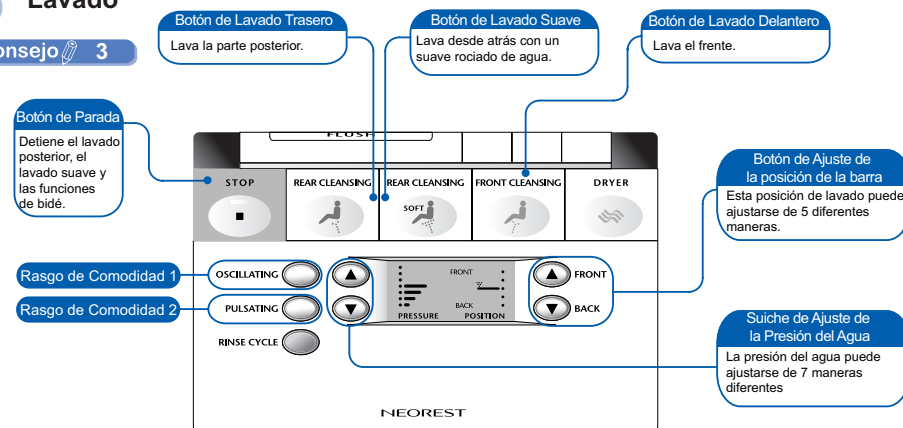 Lavado
onsejo 3
Botón de Lavado Trasero
Lava la parte posterior.
Botón de Lavado Suave
Lava desde atrás con un
suave rociado de agua.
Botón de Lavado Delantero
Lava el frente.
Botón de Parada
Detiene el lavado
posterior, el
lavado suave y
las funciones
de bidé.
FLUSH
STOP
REAR CLEANSING
REAR CLEANSING
SOFT
FRONT CLEANSING
DRYER
Botón de Ajuste de
la posición de la barra
Esta posición de lavado puede
ajustarse de 5 diferentes
maneras.
Rasgo de Comodidad 1
OSCILLATING
Rasgo de Comodidad 2
PULSATING
RINSE CYCLE
FRONT
BACK
PRESSURE
POSITION
FRONT
BACK
Suiche de Ajuste de
la Presión del Agua
La presión del agua puede
ajustarse de 7 maneras
diferentes
NEOREST